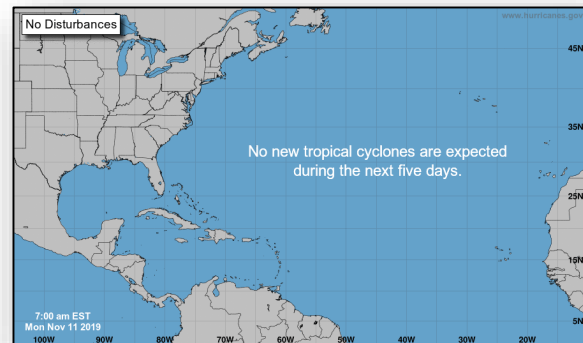 No Disturbances
www.hurricanes.gov
45N
35N
No new tropical cyclones are expected
during the next five days.
25N
15N
7:00 am EST
Mon Nov 11 2019
5N
100W 90W 80W 70W 60W 50W 40W 30W 20W 10W